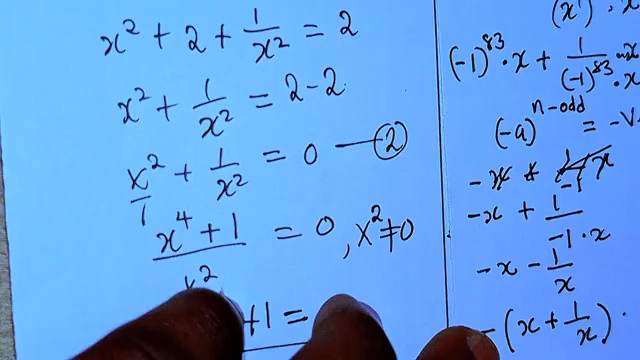 x² + 2 + 1/x² = 2
x² + 1/x² = 2-2
x²/1 + 1/x² = 0 — ②
(x⁴ + 1)/x² = 0, x² ≠ 0
+1 =
(-1)⁸³ · x + 1/((-1)⁸³ · x
(-a)ⁿ⁻ᵒᵈᵈ = -
-x + 1/(-1 · x)
-x - 1/x
-(x + 1/x)